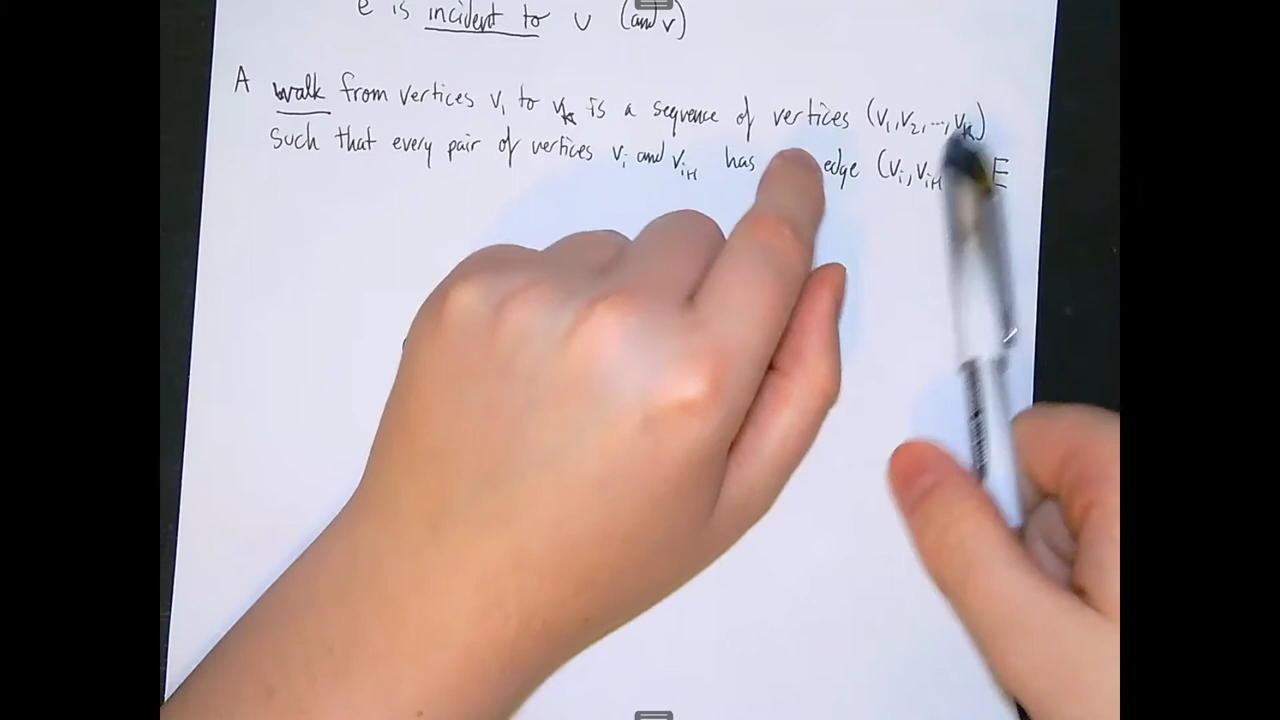 e is incident to u (and v)
A walk from vertices v₁ to vₖ is a sequence of vertices (v₁, v₂, ..., vₖ)
such that every pair of vertices vᵢ and vᵢ₊₁ has edge (vᵢ, vᵢ₊₁ E